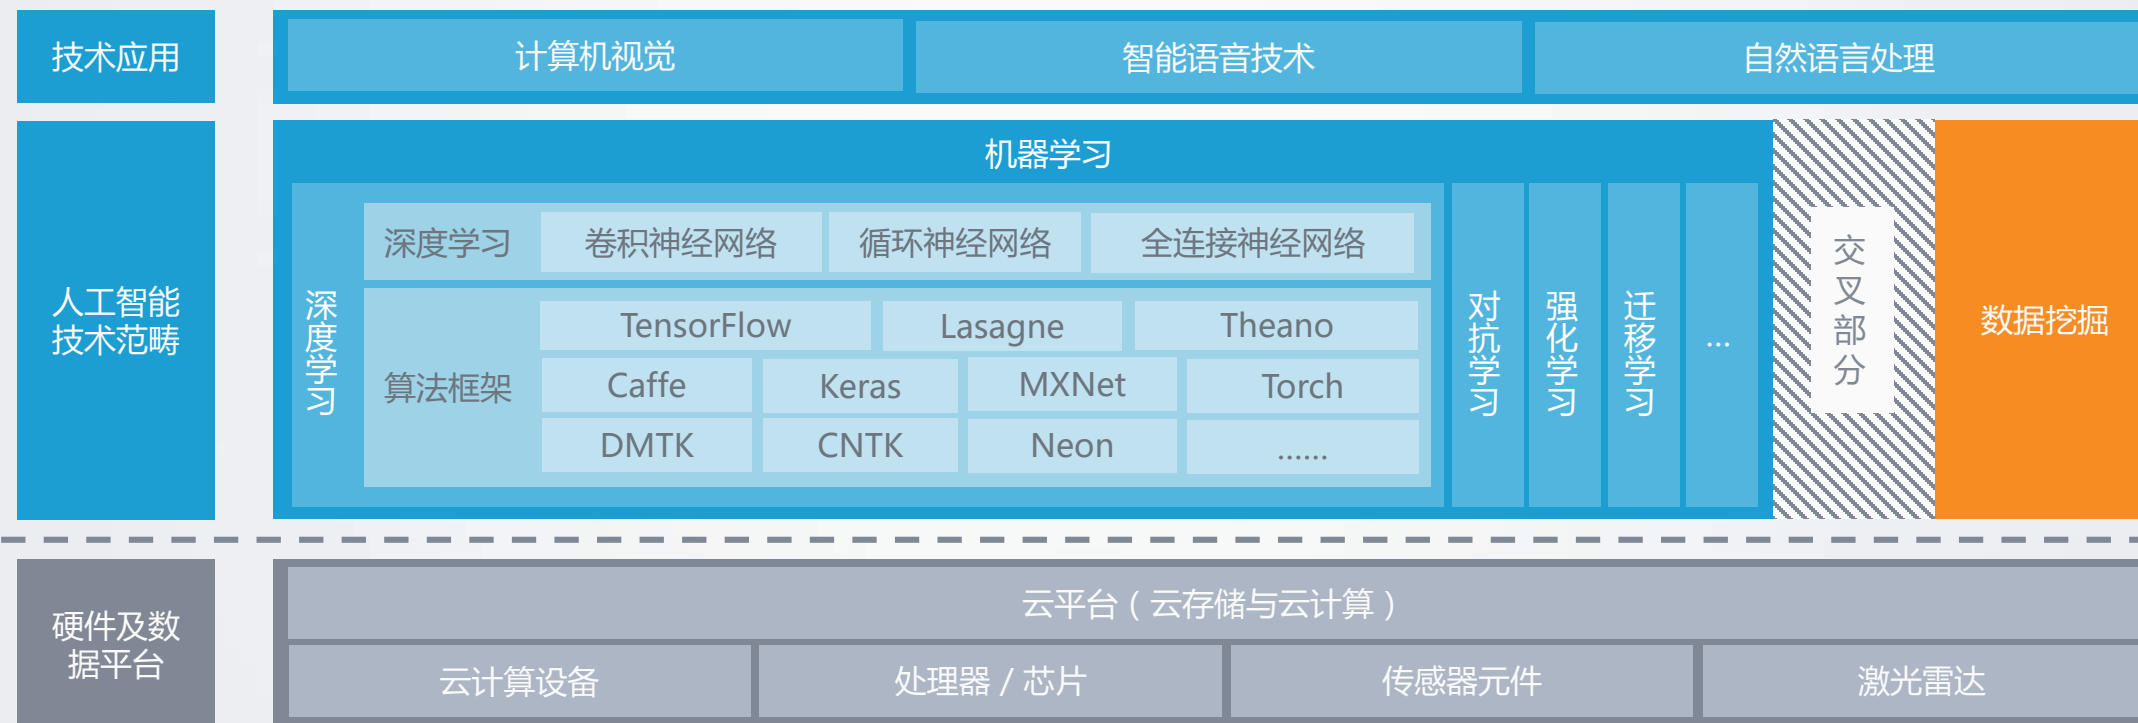 技术应用
计算机视觉
智能语音技术
自然语言处理
人工智能
技术范畴
机器学习
深度学习
深度学习
卷积神经网络
循环神经网络
全连接神经网络
算法框架
TensorFlow
Lasagne
Theano
Caffe
Keras
MXNet
Torch
DMTK
CNTK
Neon
......
对抗学习
强化学习
迁移学习
...
交叉部分
数据挖掘
硬件及数
据平台
云平台（云存储与云计算）
云计算设备
处理器 / 芯片
传感器元件
激光雷达